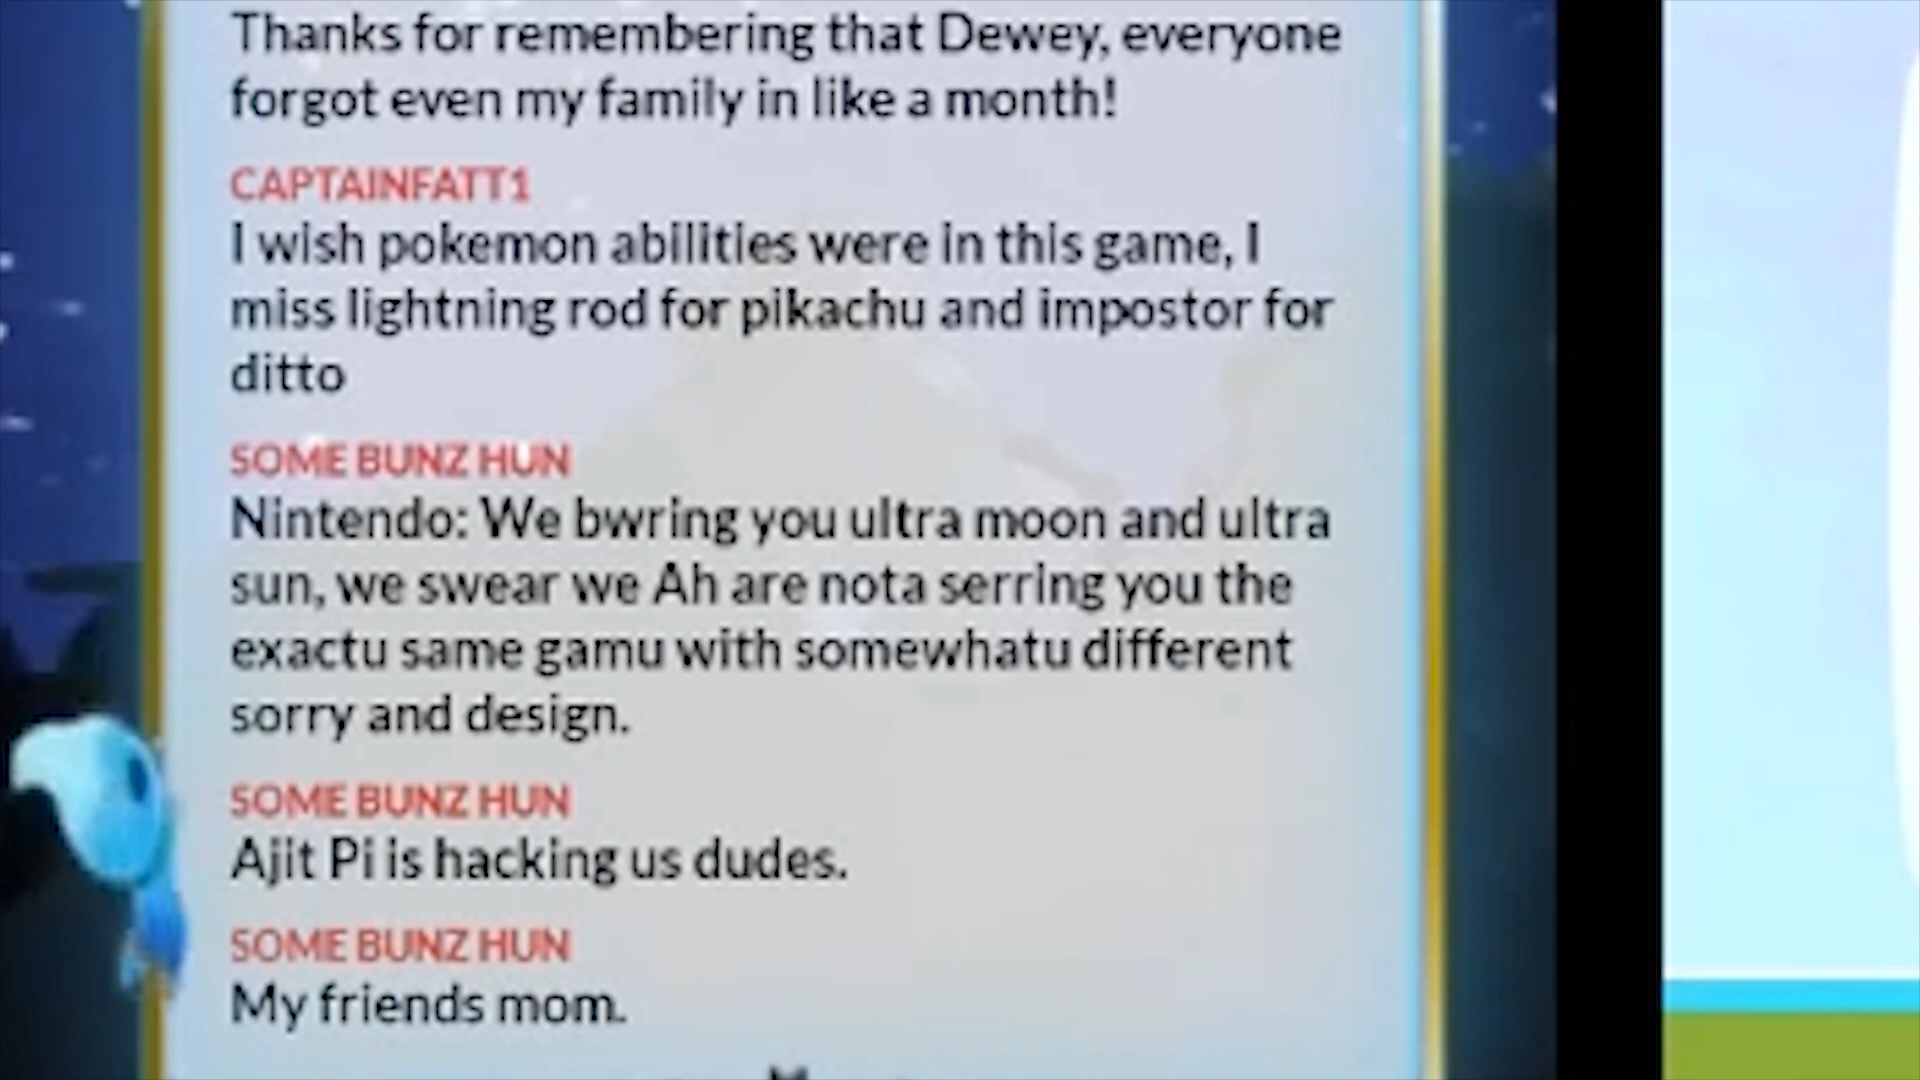 Thanks for remembering that Dewey, everyone
forgot even my family in like a month!
CAPTAINFATT1
I wish pokemon abilities were in this game, I
miss lightning rod for pikachu and impostor for
ditto
SOME BUNZ HUN
Nintendo: We bwring you ultra moon and ultra
sun, we swear we Ah are nota serring you the
exactu same gamu with somewhatu different
sorry and design.
SOME BUNZ HUN
Ajit Pi is hacking us dudes.
SOME BUNZ HUN
My friends mom.